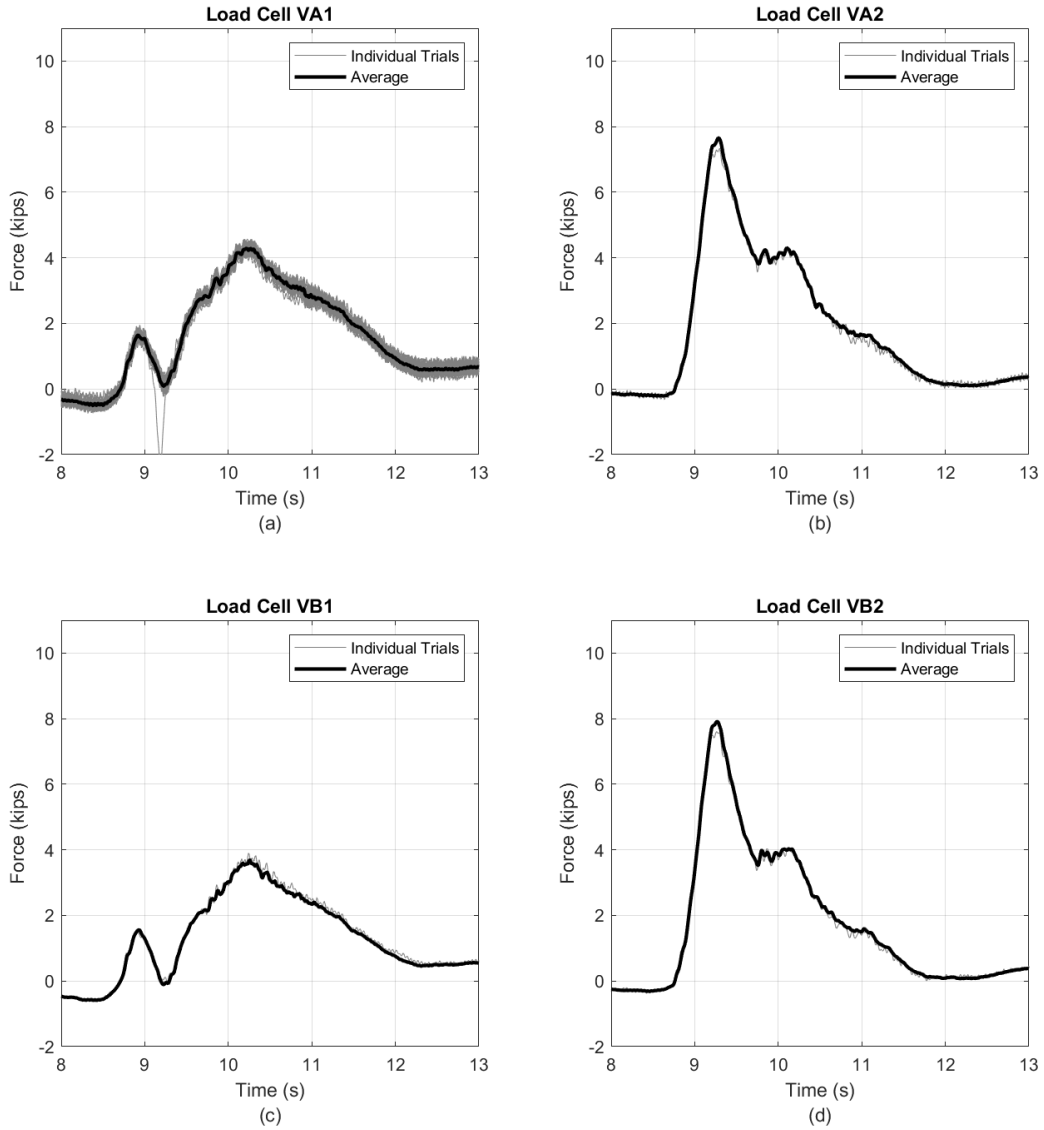 Load Cell VA1
Individual Trials
Average
10
8
6
4
2
0
-2
Force (kips)
8 9 10 11 12 13
Time (s)
(a)
Load Cell VA2
Individual Trials
Average
10
8
6
4
2
0
-2
Force (kips)
8 9 10 11 12 13
Time (s)
(b)
Load Cell VB1
Individual Trials
Average
10
8
6
4
2
0
-2
Force (kips)
8 9 10 11 12 13
Time (s)
(c)
Load Cell VB2
Individual Trials
Average
10
8
6
4
2
0
-2
Force (kips)
8 9 10 11 12 13
Time (s)
(d)